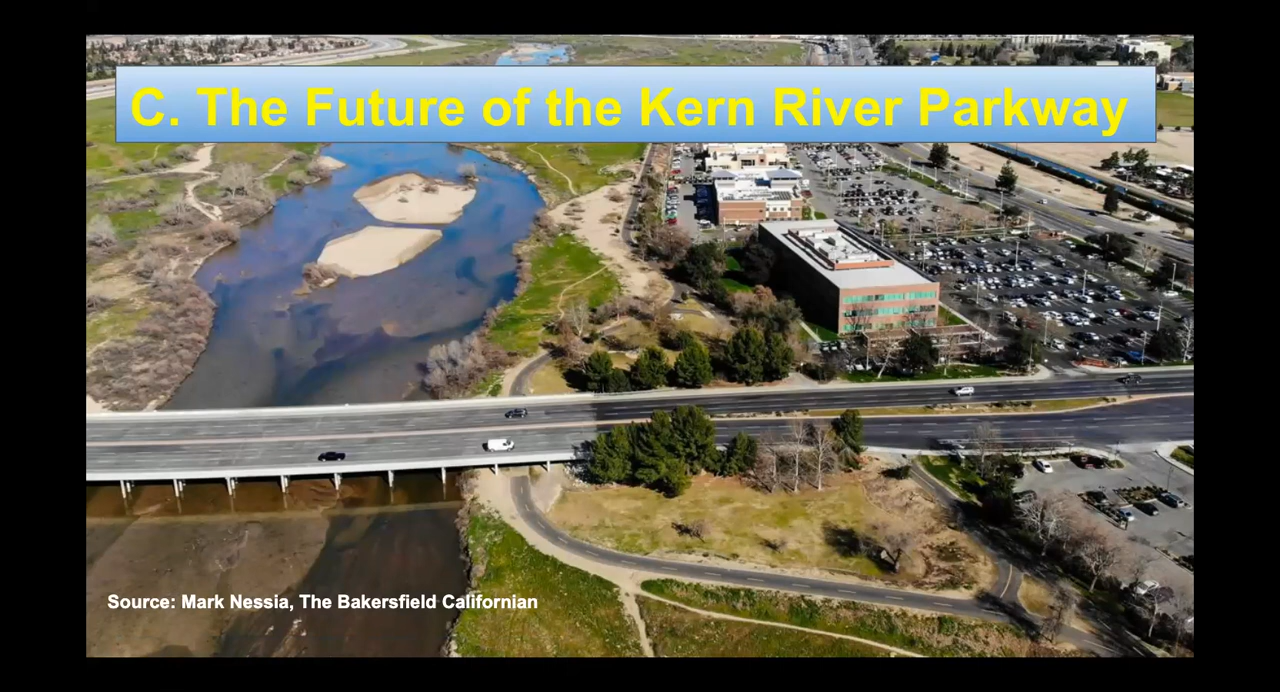 C. The Future of the Kern River Parkway
Source: Mark Nessia, The Bakersfield Californian